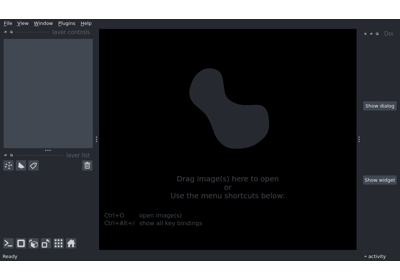 File View Window Plugins Help
layer controls
Doc
Show dialog
layer list
Drag image(s) here to open
or
Use the menu shortcuts below:
Show widget
Ctrl+O open image(s)
Ctrl+Alt+/ show all key bindings
Ready
activity